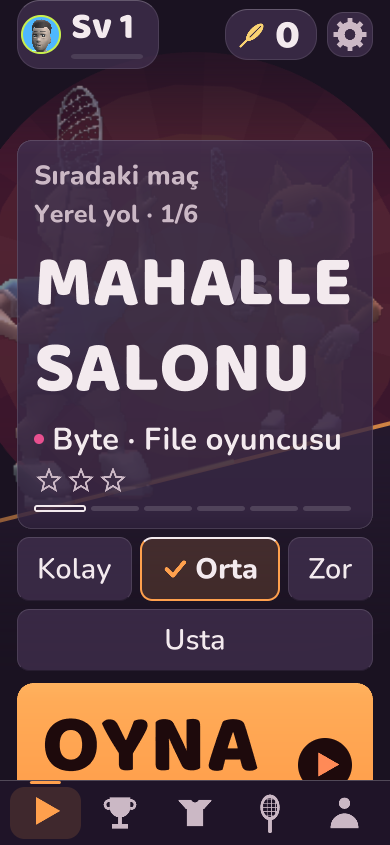 Sv 1
0
Sıradaki maç
Yerel yol · 1/6
MAHALLE
SALONU
Byte · File oyuncusu
Kolay
Orta
Zor
Usta
OYNA